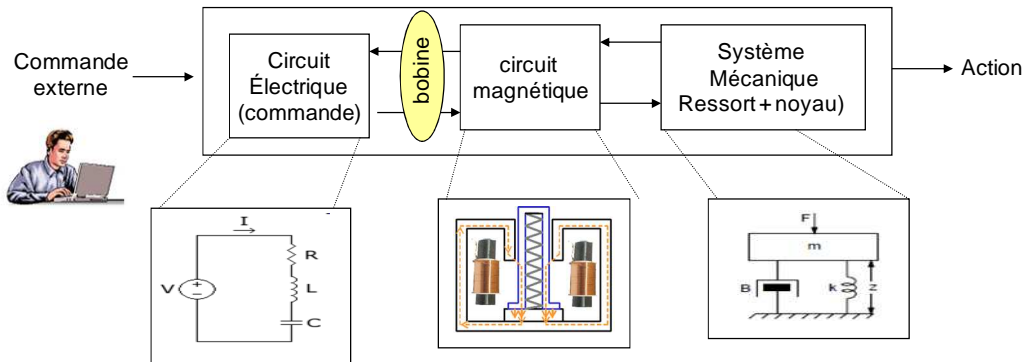 Commande
externe
Circuit
Électrique
(commande)
bobine
circuit
magnétique
Système
Mécanique
Ressort + noyau)
Action
I
R
V
+
-
L
C
F
m
B
k
z